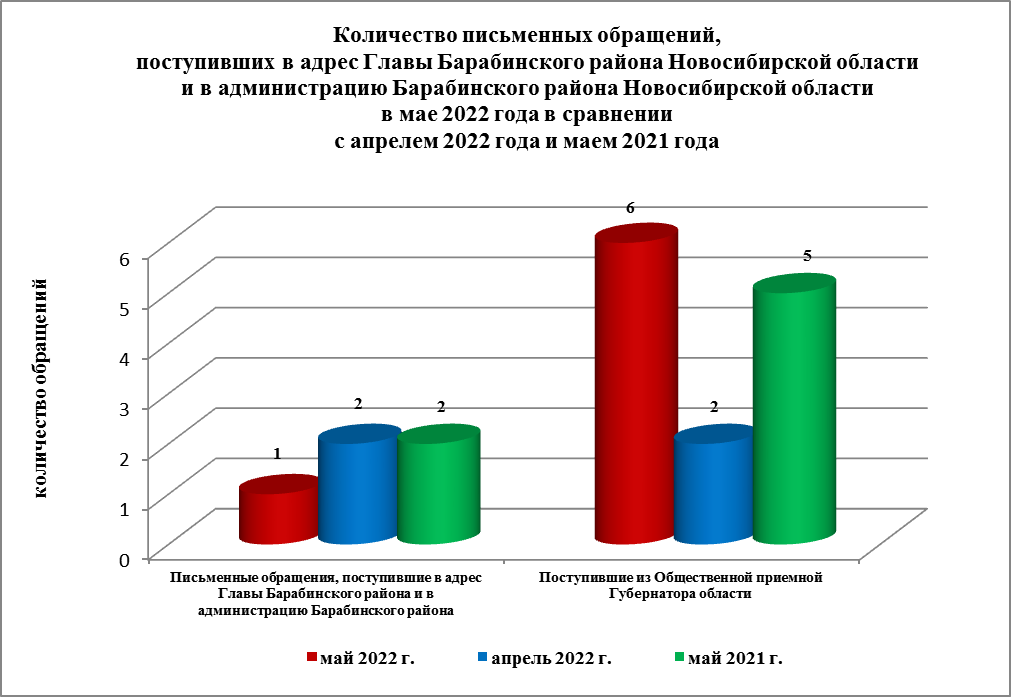 Количество письменных обращений,
поступивших в адрес Главы Барабинского района Новосибирской области
и в администрацию Барабинского района Новосибирской области
в мае 2022 года в сравнении
с апрелем 2022 года и маем 2021 года
количество обращений
6
5
4
3
2
1
0
1
2
2
6
2
5
Письменные обращения, поступившие в адрес
Главы Барабинского района и в
администрацию Барабинского района
Поступившие из Общественной приемной
Губернатора области
май 2022 г.
апрель 2022 г.
май 2021 г.